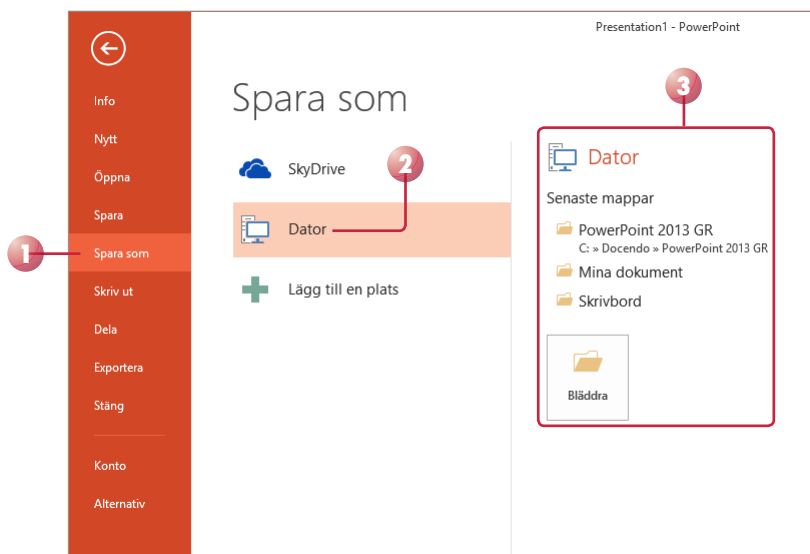 Presentation1 - PowerPoint
Info
Nytt
Öppna
Spara
Spara som
Skriv ut
Dela
Exportera
Stäng
Konto
Alternativ
1
Spara som
SkyDrive
2
Dator
Lägg till en plats
3
Dator
Senaste mappar
PowerPoint 2013 GR
C: » Docendo » PowerPoint 2013 GR
Mina dokument
Skrivbord
Bläddra